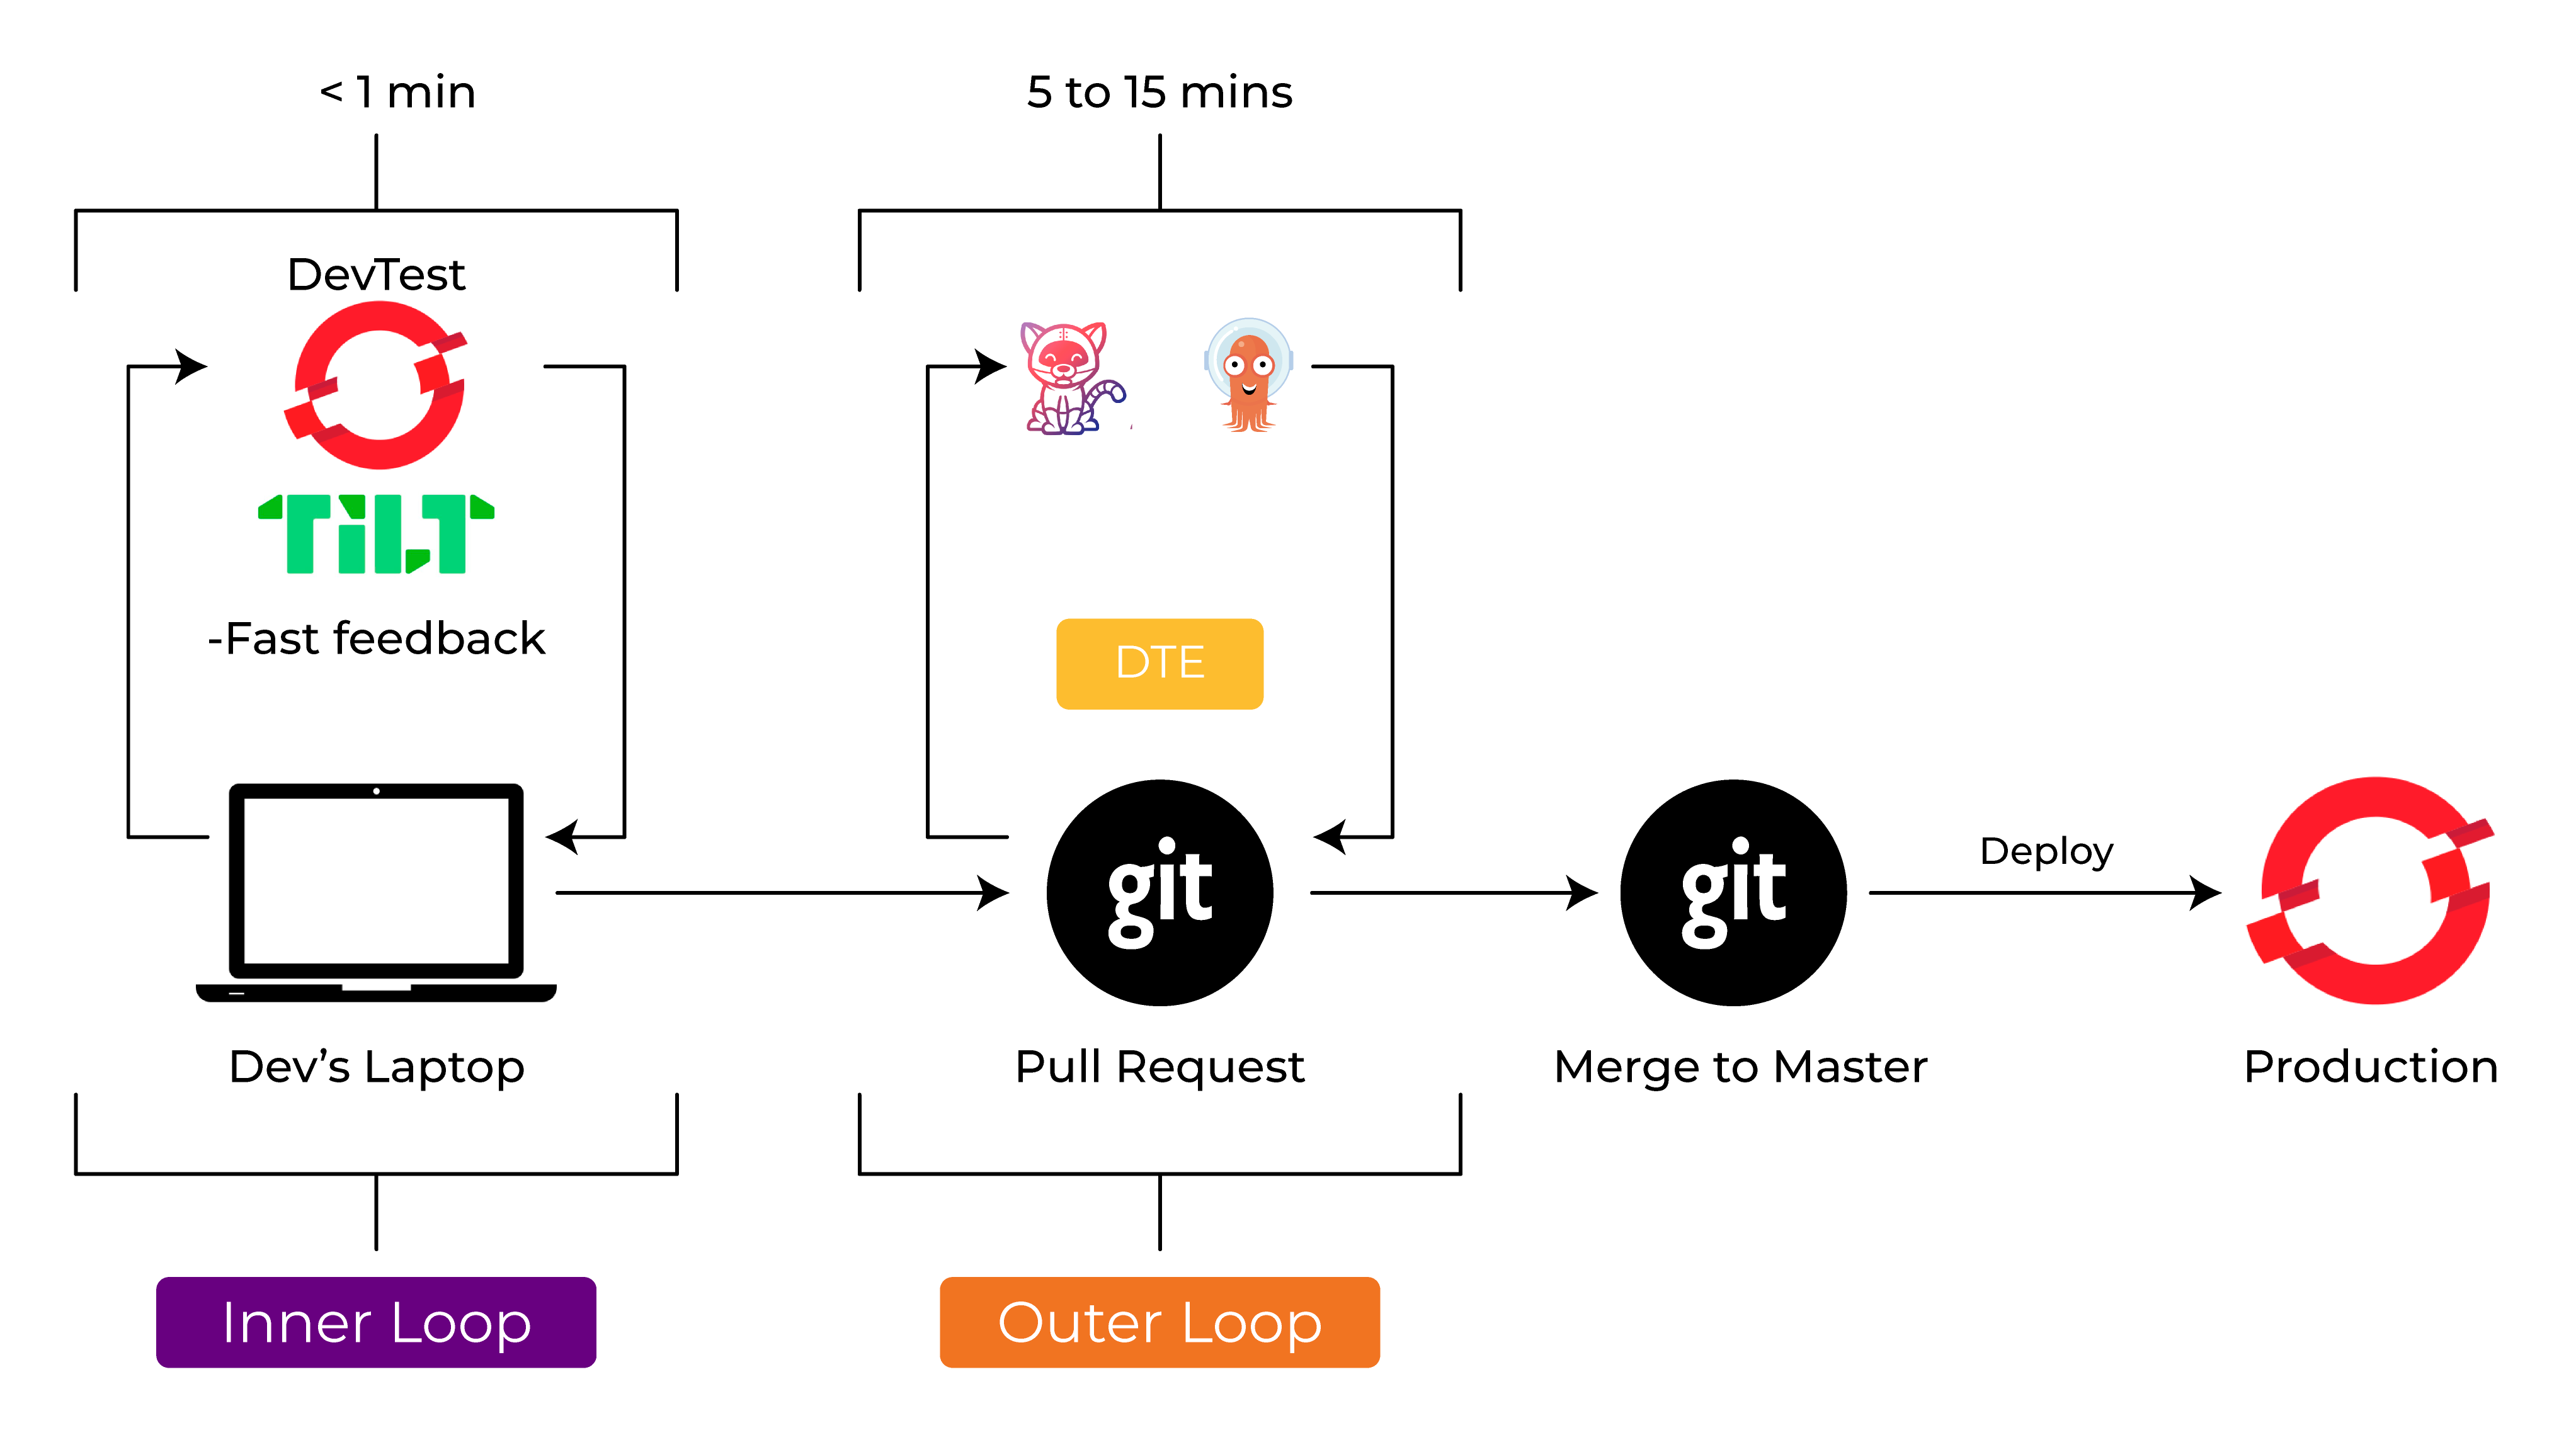 < 1 min
5 to 15 mins
DevTest
TiLT
-Fast feedback
DTE
git
git
Deploy
Dev’s Laptop
Pull Request
Merge to Master
Production
Inner Loop
Outer Loop